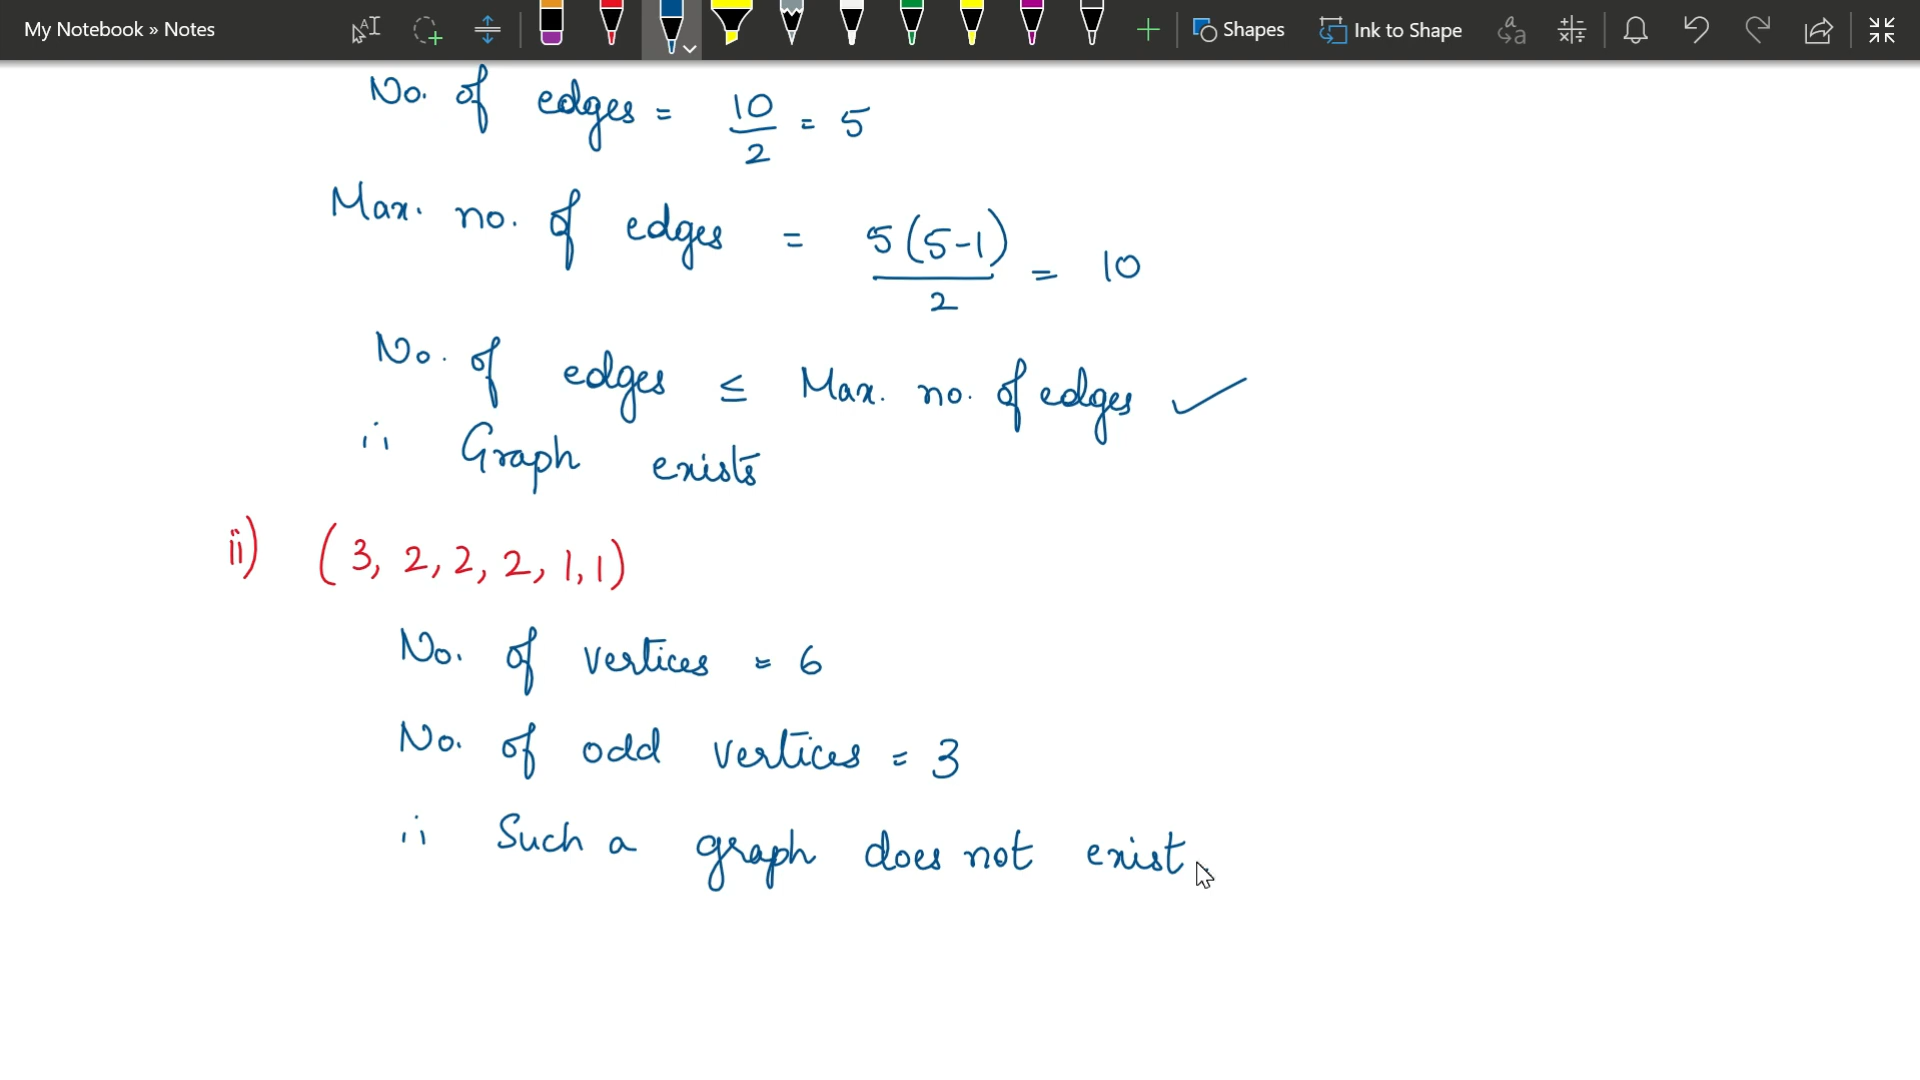 My Notebook » Notes Shapes Ink to Shape
No. of edges = 10/2 = 5
Max. no. of edges = 5(5-1)/2 = 10
No. of edges ≤ Max. no. of edges ✓
∴ Graph exists
ii) (3, 2, 2, 2, 1, 1)
No. of vertices = 6
No. of odd vertices = 3
∴ Such a graph does not exist